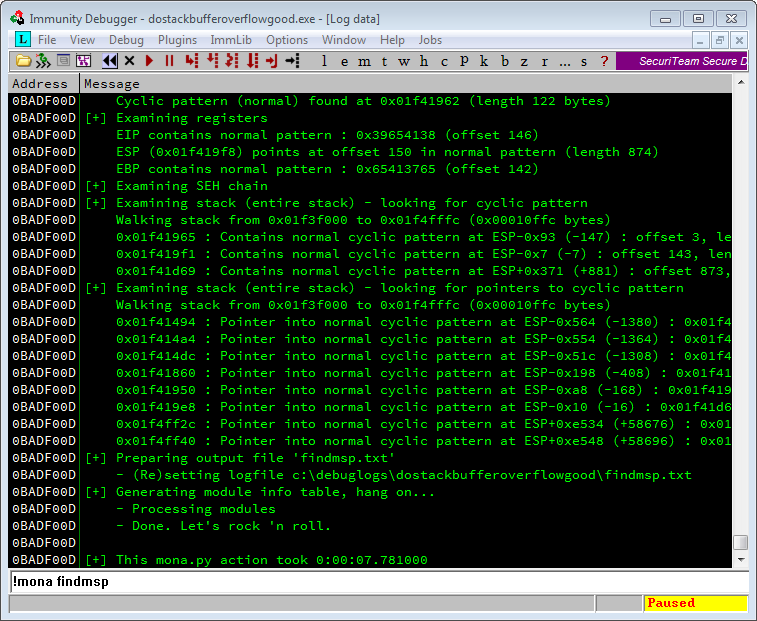 Immunity Debugger - dostackbufferoverflowgood.exe - [Log data]
L File View Debug Plugins ImmLib Options Window Help Jobs
l e m t w h c p k b z r ... s ? SecuriTeam Secure D
Address Message
0BADF00D Cyclic pattern (normal) found at 0x01f41962 (length 122 bytes)
0BADF00D [+] Examining registers
0BADF00D EIP contains normal pattern : 0x39654138 (offset 146)
0BADF00D ESP (0x01f419f8) points at offset 150 in normal pattern (length 874)
0BADF00D EBP contains normal pattern : 0x65413765 (offset 142)
0BADF00D [+] Examining SEH chain
0BADF00D [+] Examining stack (entire stack) - looking for cyclic pattern
0BADF00D Walking stack from 0x01f3f000 to 0x01f4fffc (0x00010ffc bytes)
0BADF00D 0x01f41965 : Contains normal cyclic pattern at ESP-0x93 (-147) : offset 3, le
0BADF00D 0x01f419f1 : Contains normal cyclic pattern at ESP-0x7 (-7) : offset 143, len
0BADF00D 0x01f41d69 : Contains normal cyclic pattern at ESP+0x371 (+881) : offset 873,
0BADF00D [+] Examining stack (entire stack) - looking for pointers to cyclic pattern
0BADF00D Walking stack from 0x01f3f000 to 0x01f4fffc (0x00010ffc bytes)
0BADF00D 0x01f41494 : Pointer into normal cyclic pattern at ESP-0x564 (-1380) : 0x01f4
0BADF00D 0x01f414a4 : Pointer into normal cyclic pattern at ESP-0x554 (-1364) : 0x01f4
0BADF00D 0x01f414dc : Pointer into normal cyclic pattern at ESP-0x51c (-1308) : 0x01f4
0BADF00D 0x01f41860 : Pointer into normal cyclic pattern at ESP-0x198 (-408) : 0x01f41
0BADF00D 0x01f41950 : Pointer into normal cyclic pattern at ESP-0xa8 (-168) : 0x01f419
0BADF00D 0x01f419e8 : Pointer into normal cyclic pattern at ESP-0x10 (-16) : 0x01f41d6
0BADF00D 0x01f4ff2c : Pointer into normal cyclic pattern at ESP+0xe534 (+58676) : 0x01
0BADF00D 0x01f4ff40 : Pointer into normal cyclic pattern at ESP+0xe548 (+58696) : 0x01
0BADF00D [+] Preparing output file 'findmsp.txt'
0BADF00D - (Re)setting logfile c:\debuglogs\dostackbufferoverflowgood\findmsp.txt
0BADF00D [+] Generating module info table, hang on...
0BADF00D - Processing modules
0BADF00D - Done. Let's rock 'n roll.
0BADF00D
0BADF00D [+] This mona.py action took 0:00:07.781000
!mona findmsp
Paused